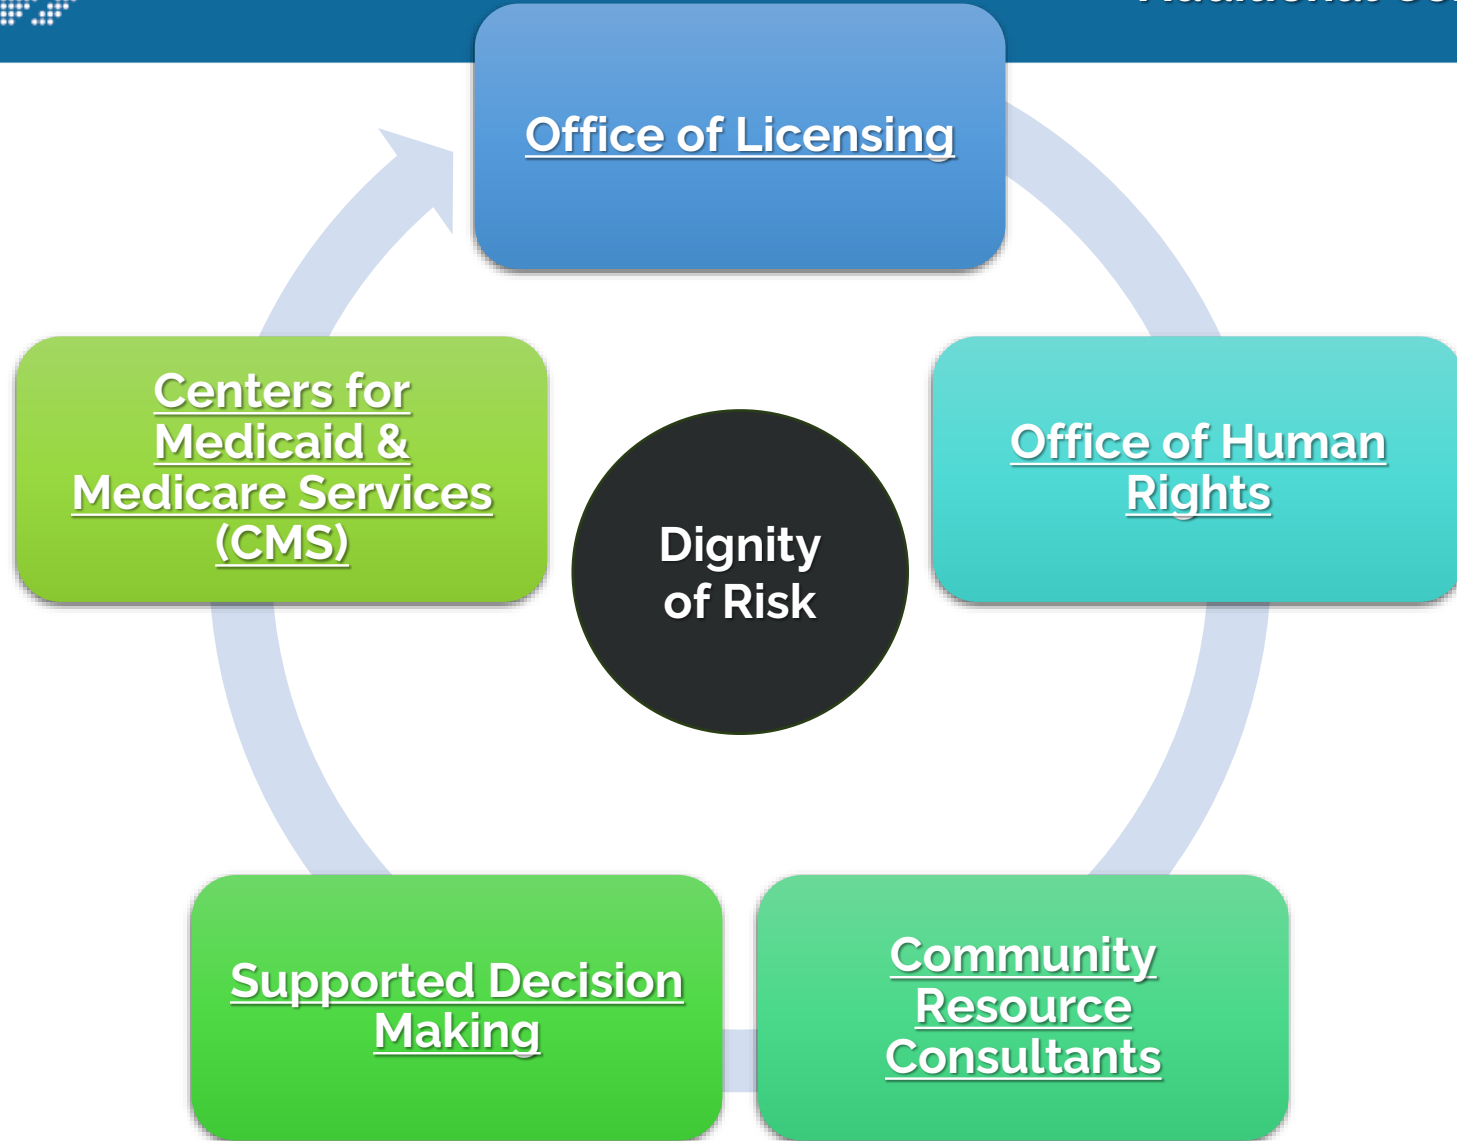 Office of Licensing
Centers for
Medicaid &
Medicare Services
(CMS)
Office of Human
Rights
Dignity
of Risk
Supported Decision
Making
Community
Resource
Consultants